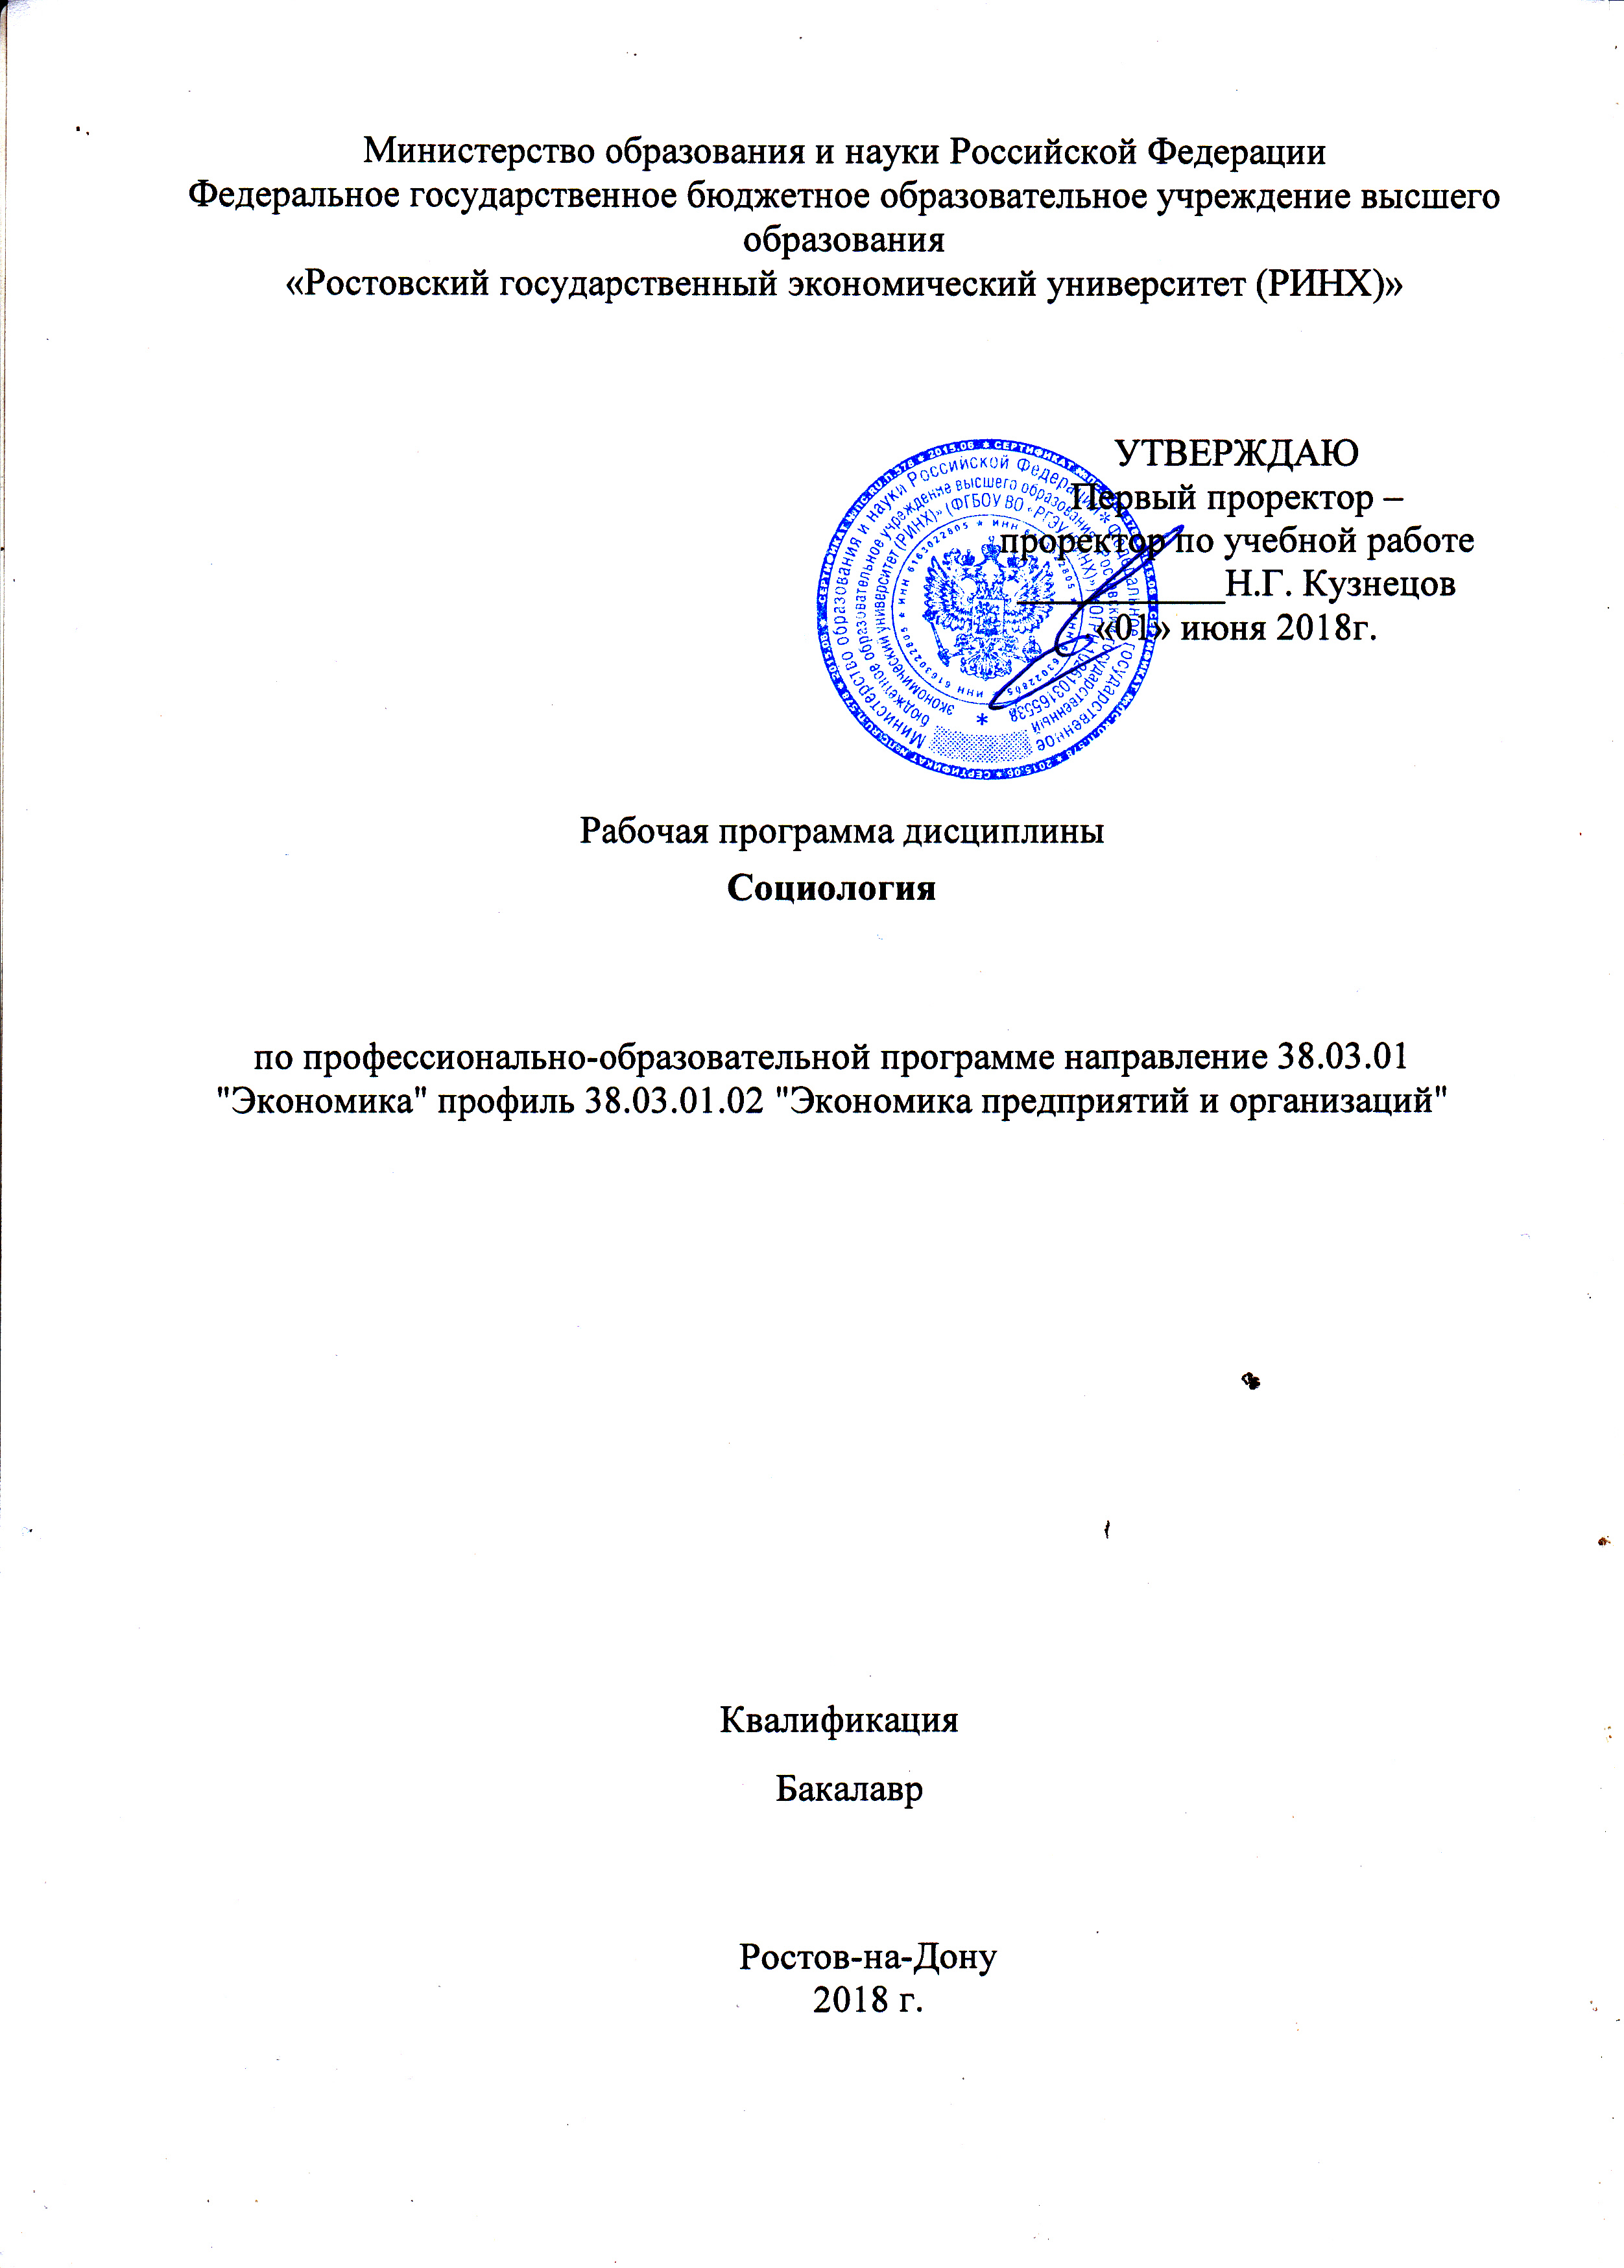 Министерство образования и науки Российской Федерации
Федеральное государственное бюджетное образовательное учреждение высшего
образования
«Ростовский государственный экономический университет (РИНХ)»
УТВЕРЖДАЮ
Первый проректор –
проректор по учебной работе
Н.Г. Кузнецов
«01» июня 2018г.
Рабочая программа дисциплины
Социология
по профессионально-образовательной программе направление 38.03.01
"Экономика" профиль 38.03.01.02 "Экономика предприятий и организаций"
Квалификация
Бакалавр
Ростов-на-Дону
2018 г.